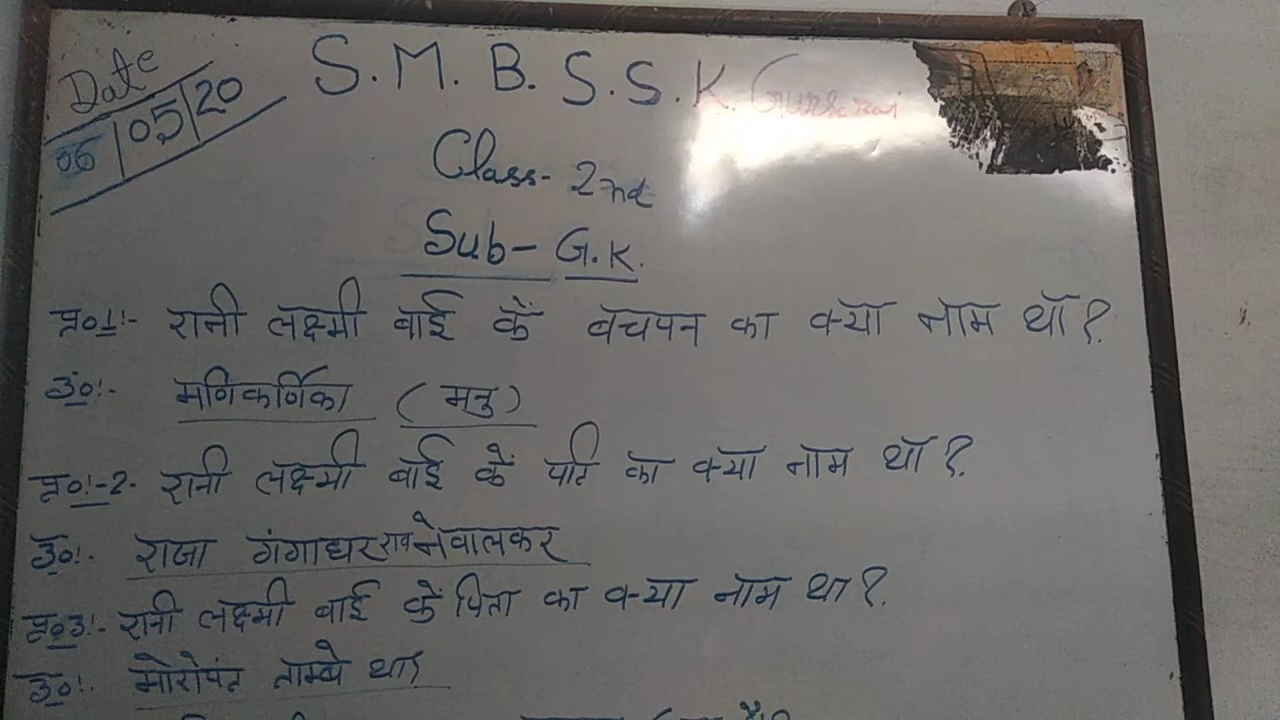 Date
06/05/20
S.M.B.S.S.K.
Class- 2nd
Sub- G.K.
प्र०1:- रानी लक्ष्मी बाई के बचपन का क्या नाम था?
उ०:- मणिकर्णिका (मनु)
प्र०:-2- रानी लक्ष्मी बाई के पति का क्या नाम था?
उ०:- राजा गंगाधर राव नेवालकर
प्र०3:- रानी लक्ष्मी बाई के पिता का क्या नाम था?
उ०:- मोरोपंत ताम्बे था।